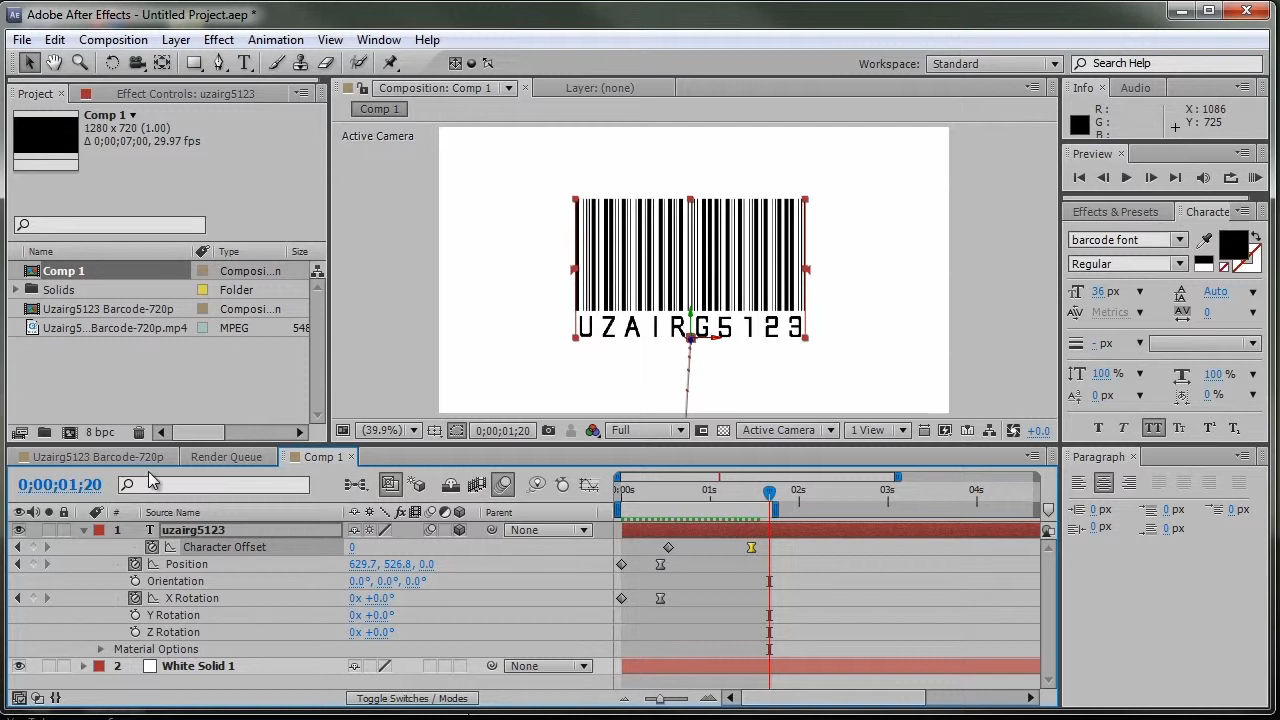 Adobe After Effects - Untitled Project.aep *
File Edit Composition Layer Effect Animation View Window Help
Workspace: Standard Search Help
Project Effect Controls: uzairg5123
Composition: Comp 1 Layer: (none)
Info Audio
Comp 1
1280 x 720 (1.00)
Δ 0;00;07;00, 29.97 fps
Comp 1
Active Camera
R :
G :
B :
X : 1086
Y : 725
Preview
Effects & Presets Characte
barcode font
Regular
36 px Auto
Metrics 0
- px
100 % 100 %
0 px 0 %
T T TT Tt T¹ T₁
UZAIRG5123
Name Type Size
Comp 1 Composi...n
Solids Folder
Uzairg5123 Barcode-720p Composi...n
Uzairg5...Barcode-720p.mp4 MPEG 548
8 bpc
(39.9%) 0;00;01;20 Full Active Camera 1 View +0.0
Uzairg5123 Barcode-720p Render Queue Comp 1
Paragraph
0;00;01;20
0:00s 01s 02s 03s 04s
# Source Name Parent
1 T uzairg5123 None
Character Offset 0
Position 629.7, 526.8, 0.0
Orientation 0.0°, 0.0°, 0.0°
X Rotation 0x +0.0°
Y Rotation 0x +0.0°
Z Rotation 0x +0.0°
Material Options
2 White Solid 1 None
Toggle Switches / Modes
0 px 0 px 0 px
0 px 0 px